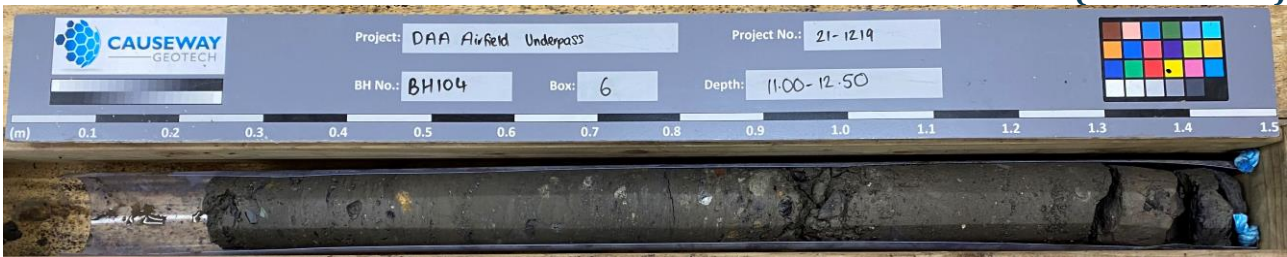 CAUSEWAY
GEOTECH
Project: DAA Airfield Underpass
Project No.: 21-1219
BH No.: BH104
Box: 6
Depth: 11.00-12.50
(m) 0.1 0.2 0.3 0.4 0.5 0.6 0.7 0.8 0.9 1.0 1.1 1.2 1.3 1.4 1.5